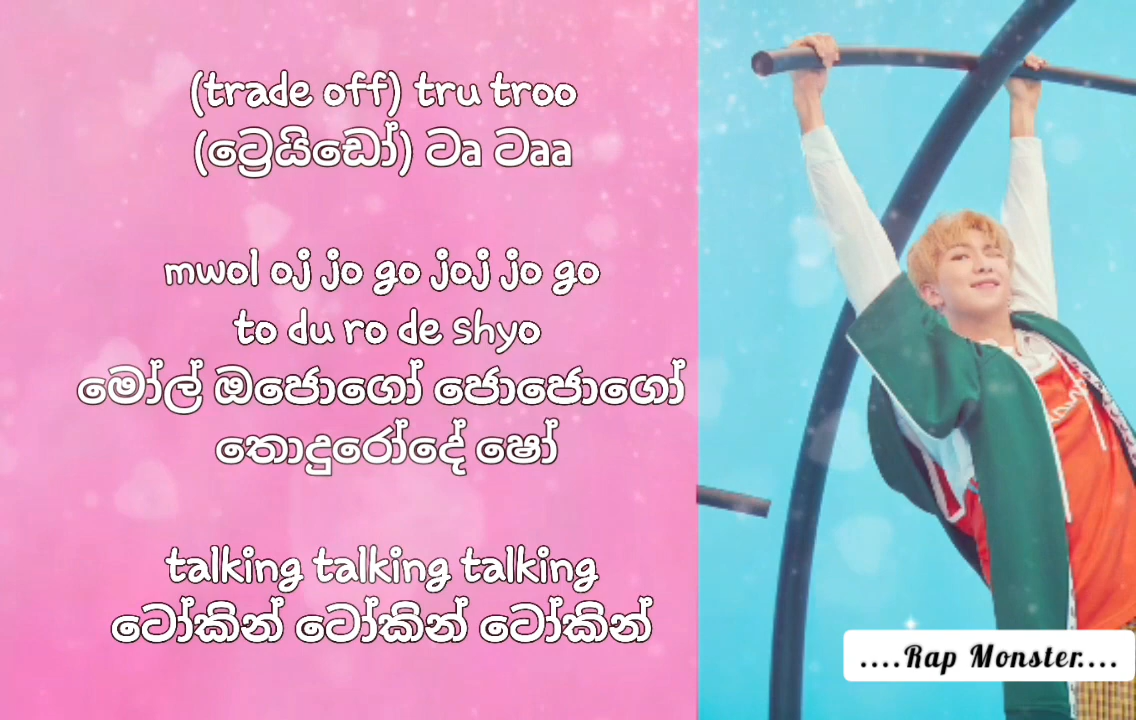 (trade off) tru troo
(ට්‍රෙයිඩෝ) ටෘ ටෲ
mwol oj jo go joj jo go
to du ro de shyo
මෝල් ඔජොගෝ ජොජොගෝ
තොදුරෝදේ ෂෝ
talking talking talking
ටෝකින් ටෝකින් ටෝකින්
....Rap Monster....